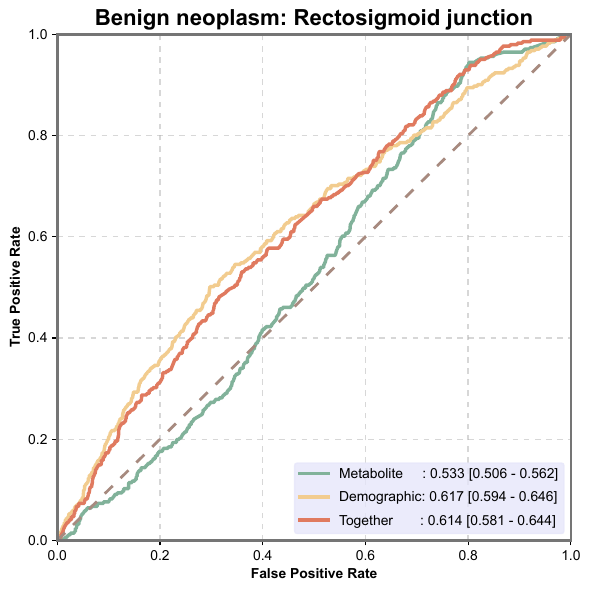 Benign neoplasm: Rectosigmoid junction
1.0
0.8
0.6
0.4
0.2
0.0
True Positive Rate
Metabolite : 0.533 [0.506 - 0.562]
Demographic: 0.617 [0.594 - 0.646]
Together : 0.614 [0.581 - 0.644]
0.0 0.2 0.4 0.6 0.8 1.0
False Positive Rate